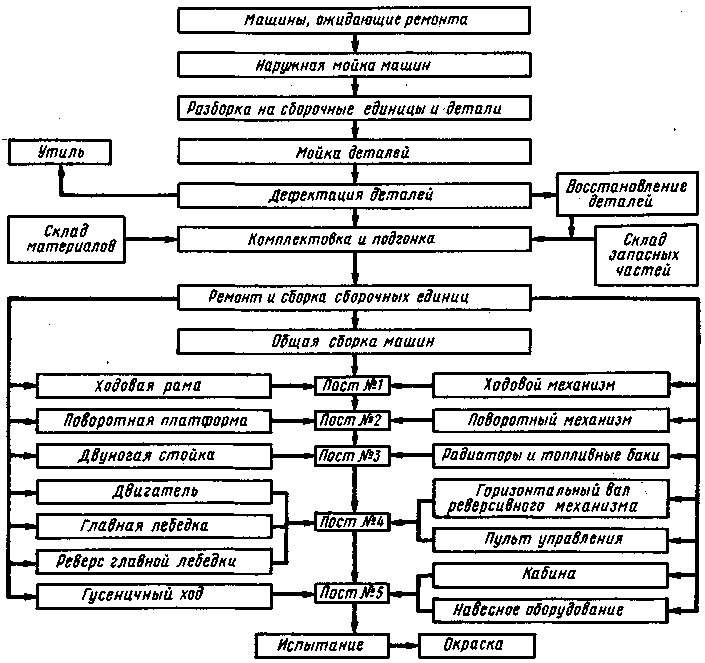 Машины, ожидающие ремонта
Наружная мойка машин
Разборка на сборочные единицы и детали
Мойка деталей
Утиль
Дефектация деталей
Восстановление
деталей
Склад
материалов
Комплектовка и подгонка
Склад
запасных
частей
Ремонт и сборка сборочных единиц
Общая сборка машин
Ходовая рама
Пост №1
Ходовой механизм
Поворотная платформа
Пост №2
Поворотный механизм
Двуногая стойка
Пост №3
Радиаторы и топливные баки
Двигатель
Главная лебедка
Реверс главной лебедки
Пост №4
Горизонтальный вал
реверсивного механизма
Пульт управления
Гусеничный ход
Пост №5
Кабина
Навесное оборудование
Испытание
Окраска